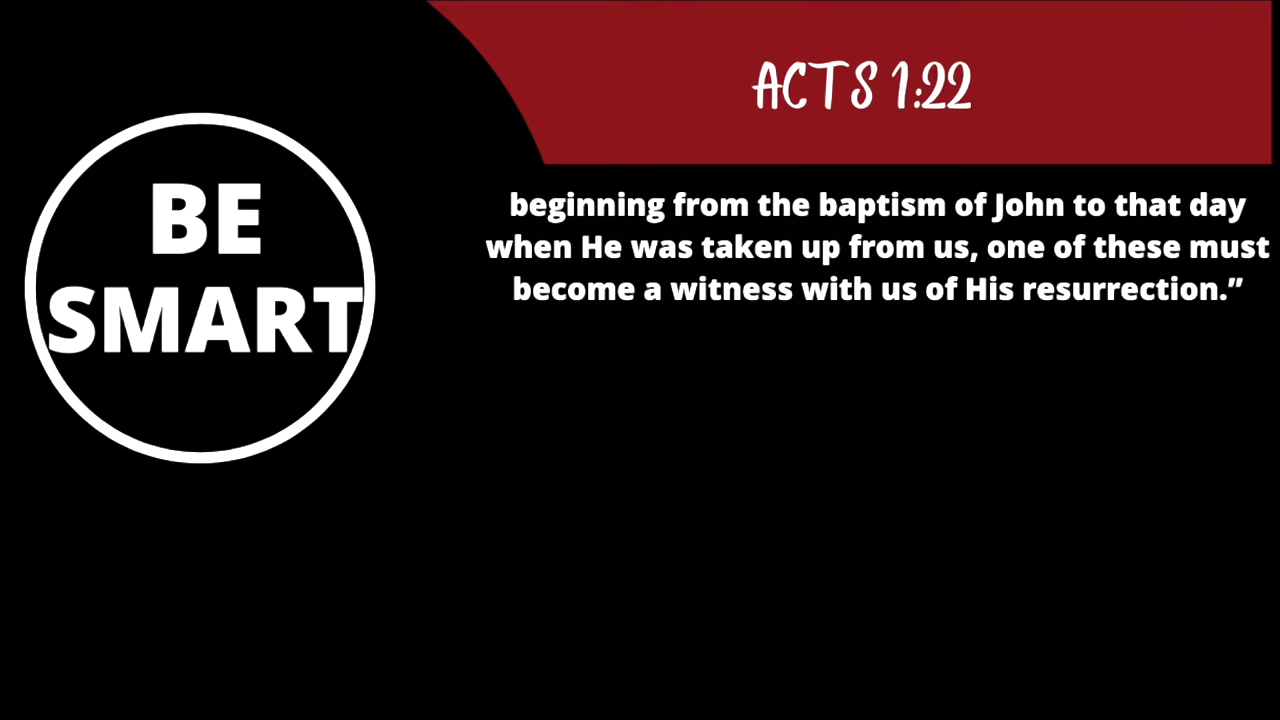 BE
SMART
ACTS 1:22
beginning from the baptism of John to that day
when He was taken up from us, one of these must
become a witness with us of His resurrection.”